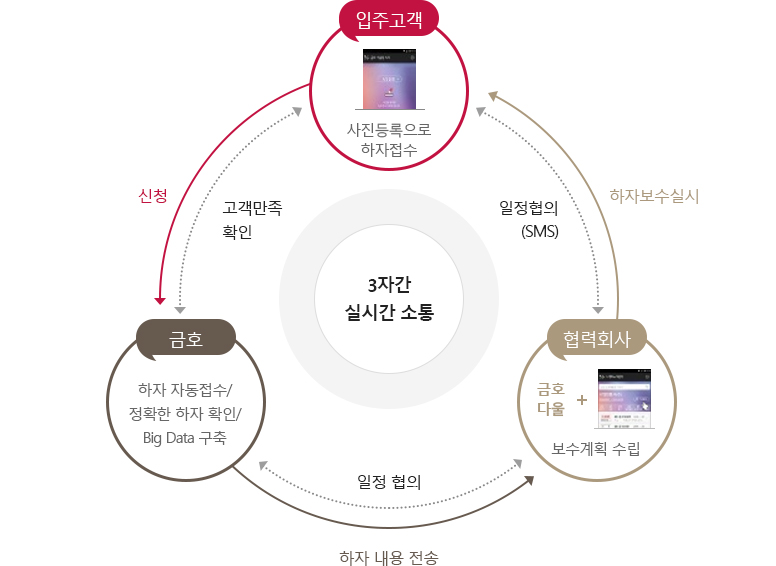 입주고객
사진등록으로
하자접수
신청
고객만족
확인
일정협의
(SMS)
하자보수실시
3자간
실시간 소통
금호
하자 자동접수/
정확한 하자 확인/
Big Data 구축
협력회사
금호
다울
+
보수계획 수립
일정 협의
하자 내용 전송